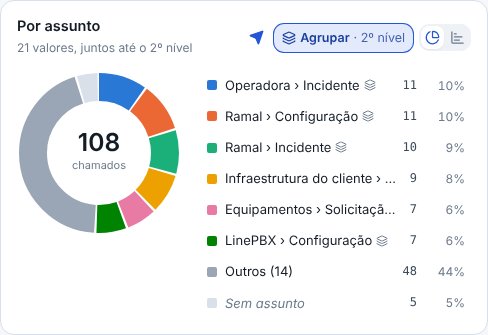 Por assunto
21 valores, juntos até o 2º nível
Agrupar · 2º nível
108
chamados
Operadora › Incidente 11 10%
Ramal › Configuração 11 10%
Ramal › Incidente 10 9%
Infraestrutura do cliente › ... 9 8%
Equipamentos › Solicitaçã... 7 6%
LinePBX › Configuração 7 6%
Outros (14) 48 44%
Sem assunto 5 5%